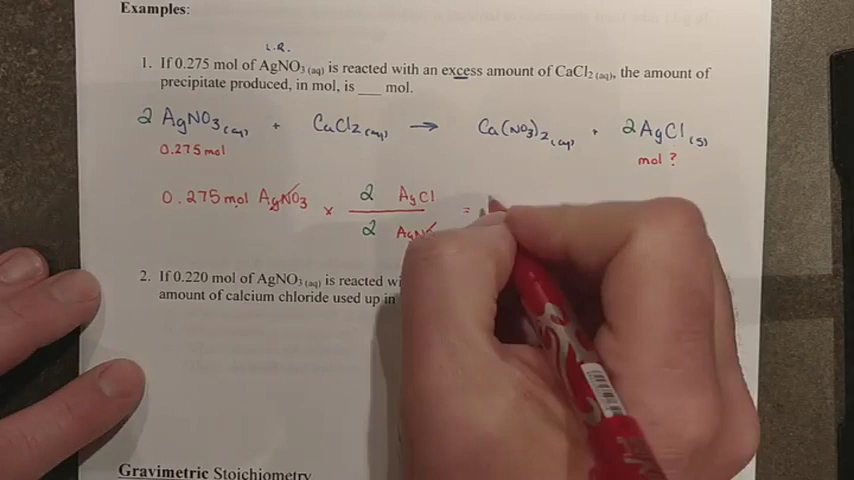 Examples:
L.R.
1. If 0.275 mol of AgNO3 (aq) is reacted with an excess amount of CaCl2 (aq), the amount of
precipitate produced, in mol, is ___ mol.
2 AgNO3 (aq) + CaCl2 (aq) → Ca(NO3)2 (aq) + 2 AgCl (s)
0.275 mol mol ?
0.275 mol AgNO3 x 2 AgCl =
2
2. If 0.220 mol of AgNO3 (aq) is reacted
amount of calcium chloride used up in
Gravimetric Stoichiometry